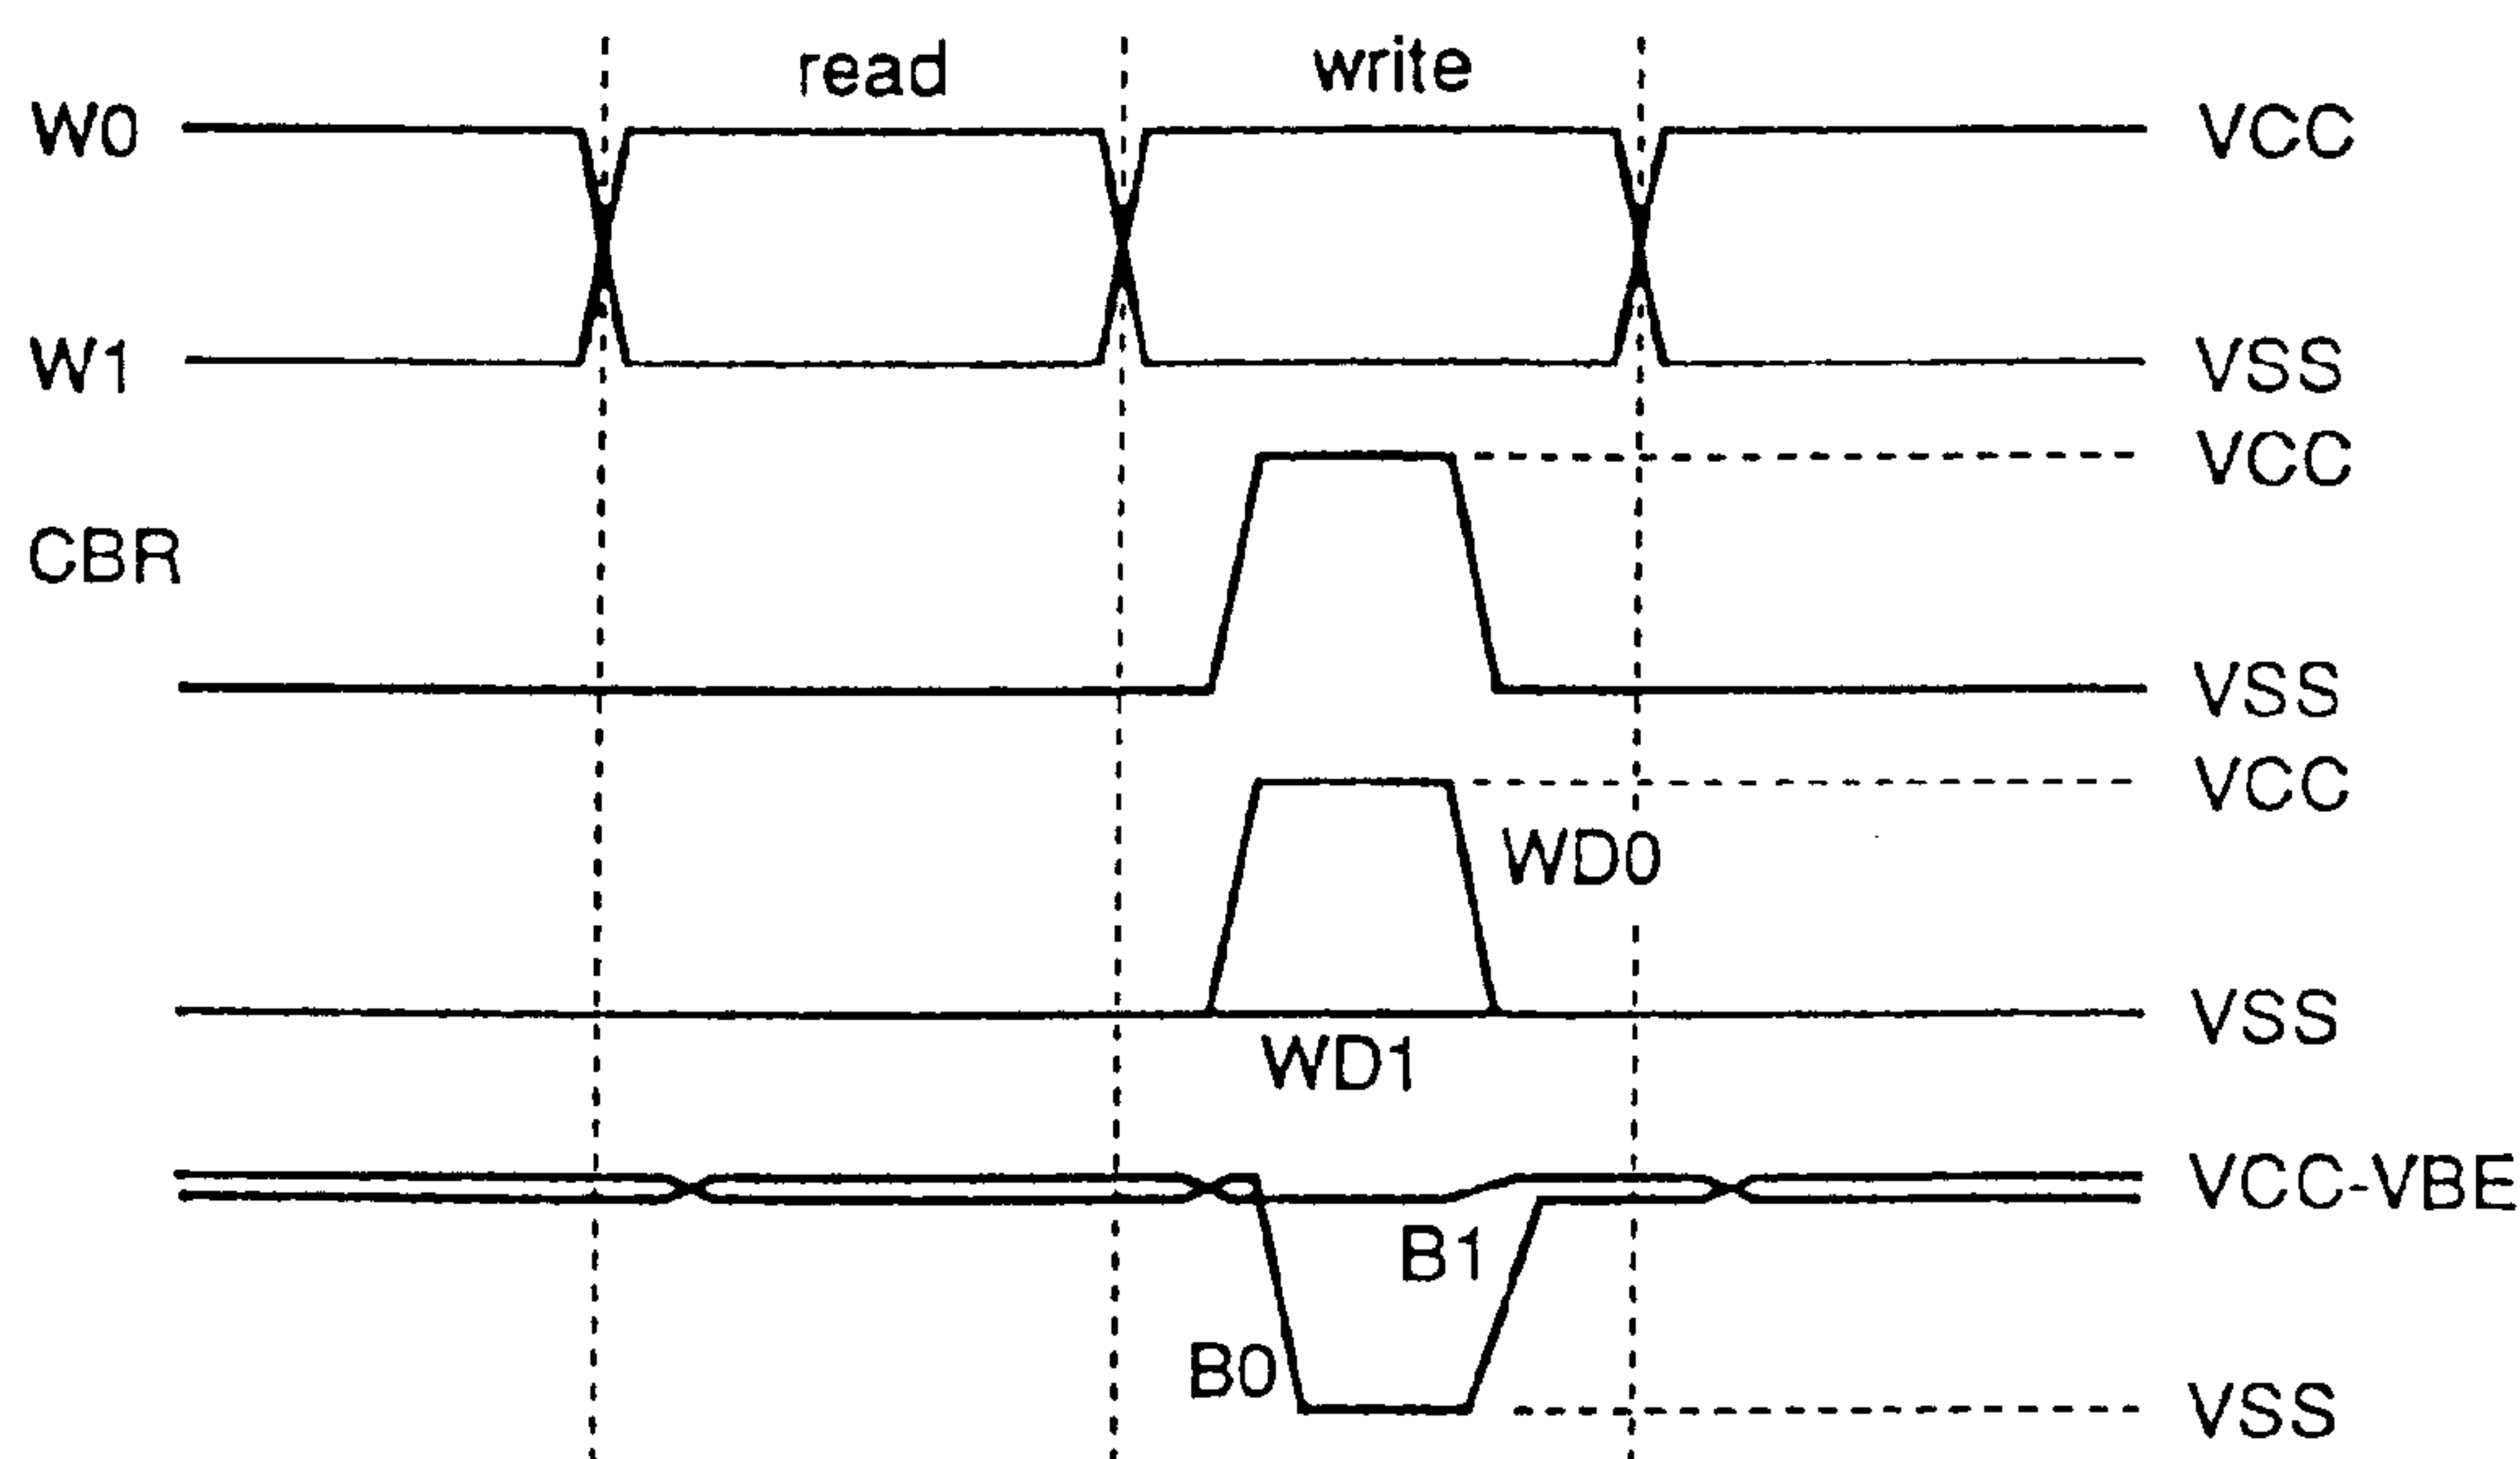 read write
W0 VCC
W1 VSS
VCC
CBR
VSS
VCC
WD0
VSS
WD1
VCC-VBE
B1
B0
VSS